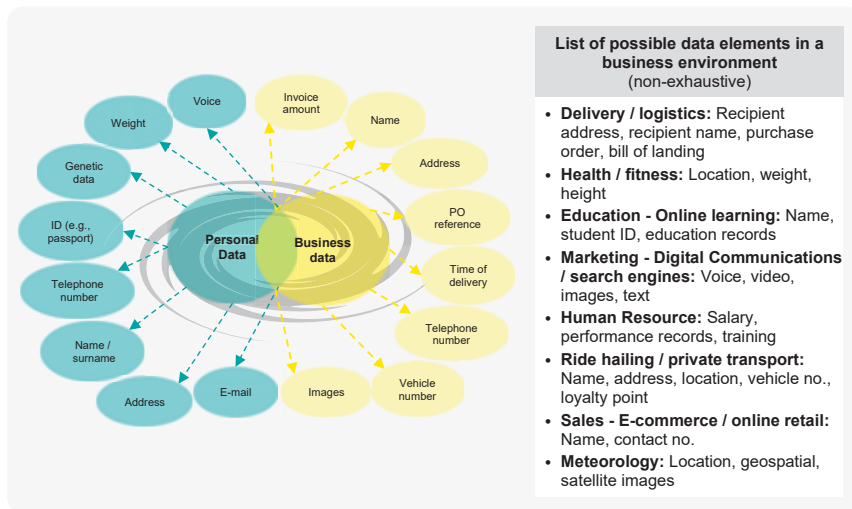 Voice
Weight
Genetic
data
ID (e.g.,
passport)
Telephone
number
Name /
surname
Address
E-mail
Personal
Data
Business
data
Invoice
amount
Name
Address
PO
reference
Time of
delivery
Telephone
number
Vehicle
number
Images
List of possible data elements in a
business environment
(non-exhaustive)
• Delivery / logistics: Recipient
address, recipient name, purchase
order, bill of landing
• Health / fitness: Location, weight,
height
• Education - Online learning: Name,
student ID, education records
• Marketing - Digital Communications
/ search engines: Voice, video,
images, text
• Human Resource: Salary,
performance records, training
• Ride hailing / private transport:
Name, address, location, vehicle no.,
loyalty point
• Sales - E-commerce / online retail:
Name, contact no.
• Meteorology: Location, geospatial,
satellite images